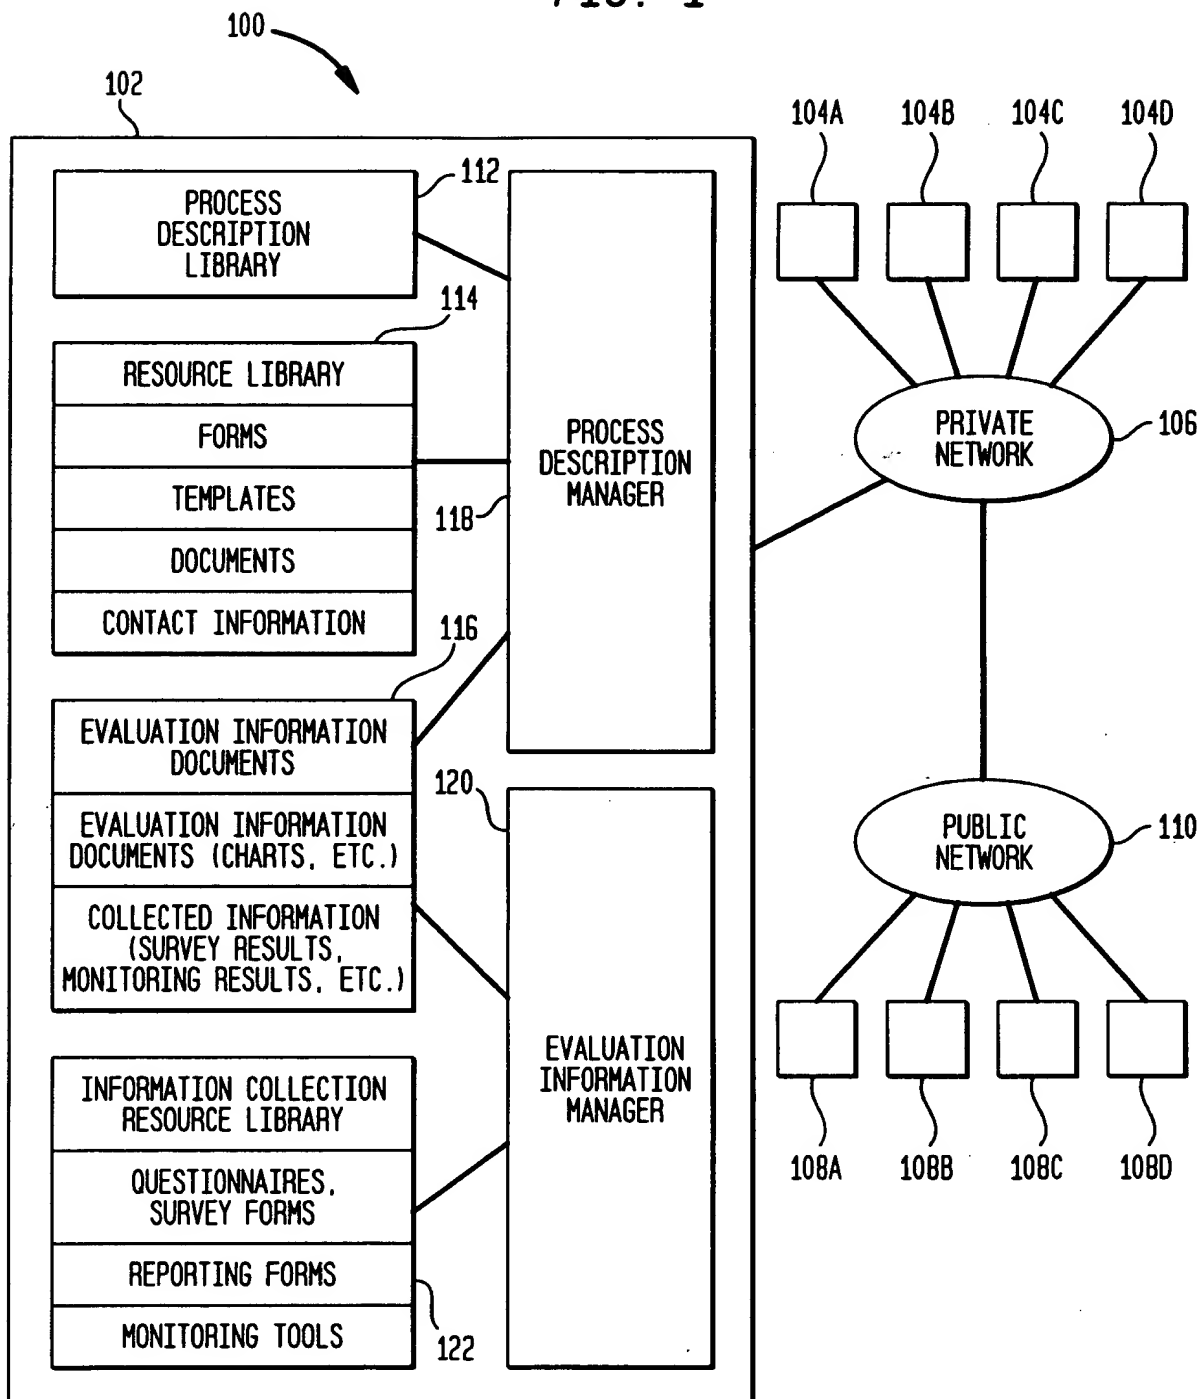 FIG. 1
100
102
104A 104B 104C 104D
112
PROCESS
DESCRIPTION
LIBRARY
114
RESOURCE LIBRARY
FORMS
TEMPLATES
DOCUMENTS
CONTACT INFORMATION
118
PROCESS
DESCRIPTION
MANAGER
PRIVATE
NETWORK
106
116
EVALUATION INFORMATION
DOCUMENTS
EVALUATION INFORMATION
DOCUMENTS (CHARTS, ETC.)
COLLECTED INFORMATION
(SURVEY RESULTS,
MONITORING RESULTS, ETC.)
120
EVALUATION
INFORMATION
MANAGER
PUBLIC
NETWORK
110
INFORMATION COLLECTION
RESOURCE LIBRARY
QUESTIONNAIRES,
SURVEY FORMS
REPORTING FORMS
MONITORING TOOLS
122
108A 108B 108C 108D